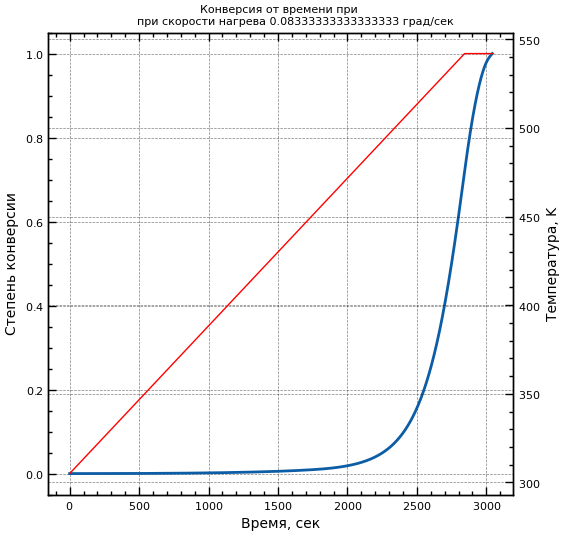 Конверсия от времени при
при скорости нагрева 0.08333333333333333 град/сек
Степень конверсии
1.0
0.8
0.6
0.4
0.2
0.0
550
500
450
400
350
300
Температура, К
0 500 1000 1500 2000 2500 3000
Время, сек